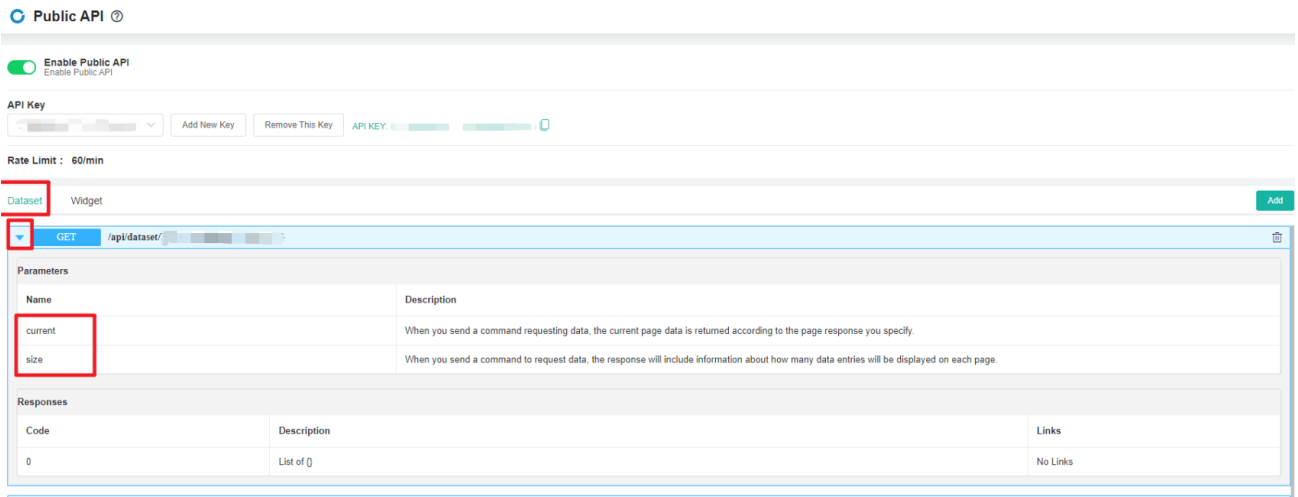 Public API
Enable Public API
Enable Public API
API Key
Add New Key Remove This Key API KEY:
Rate Limit : 60/min
Dataset Widget Add
GET /api/dataset/
Parameters
Name Description
current When you send a command requesting data, the current page data is returned according to the page response you specify.
size When you send a command to request data, the response will include information about how many data entries will be displayed on each page.
Responses
Code Description Links
0 List of {} No Links